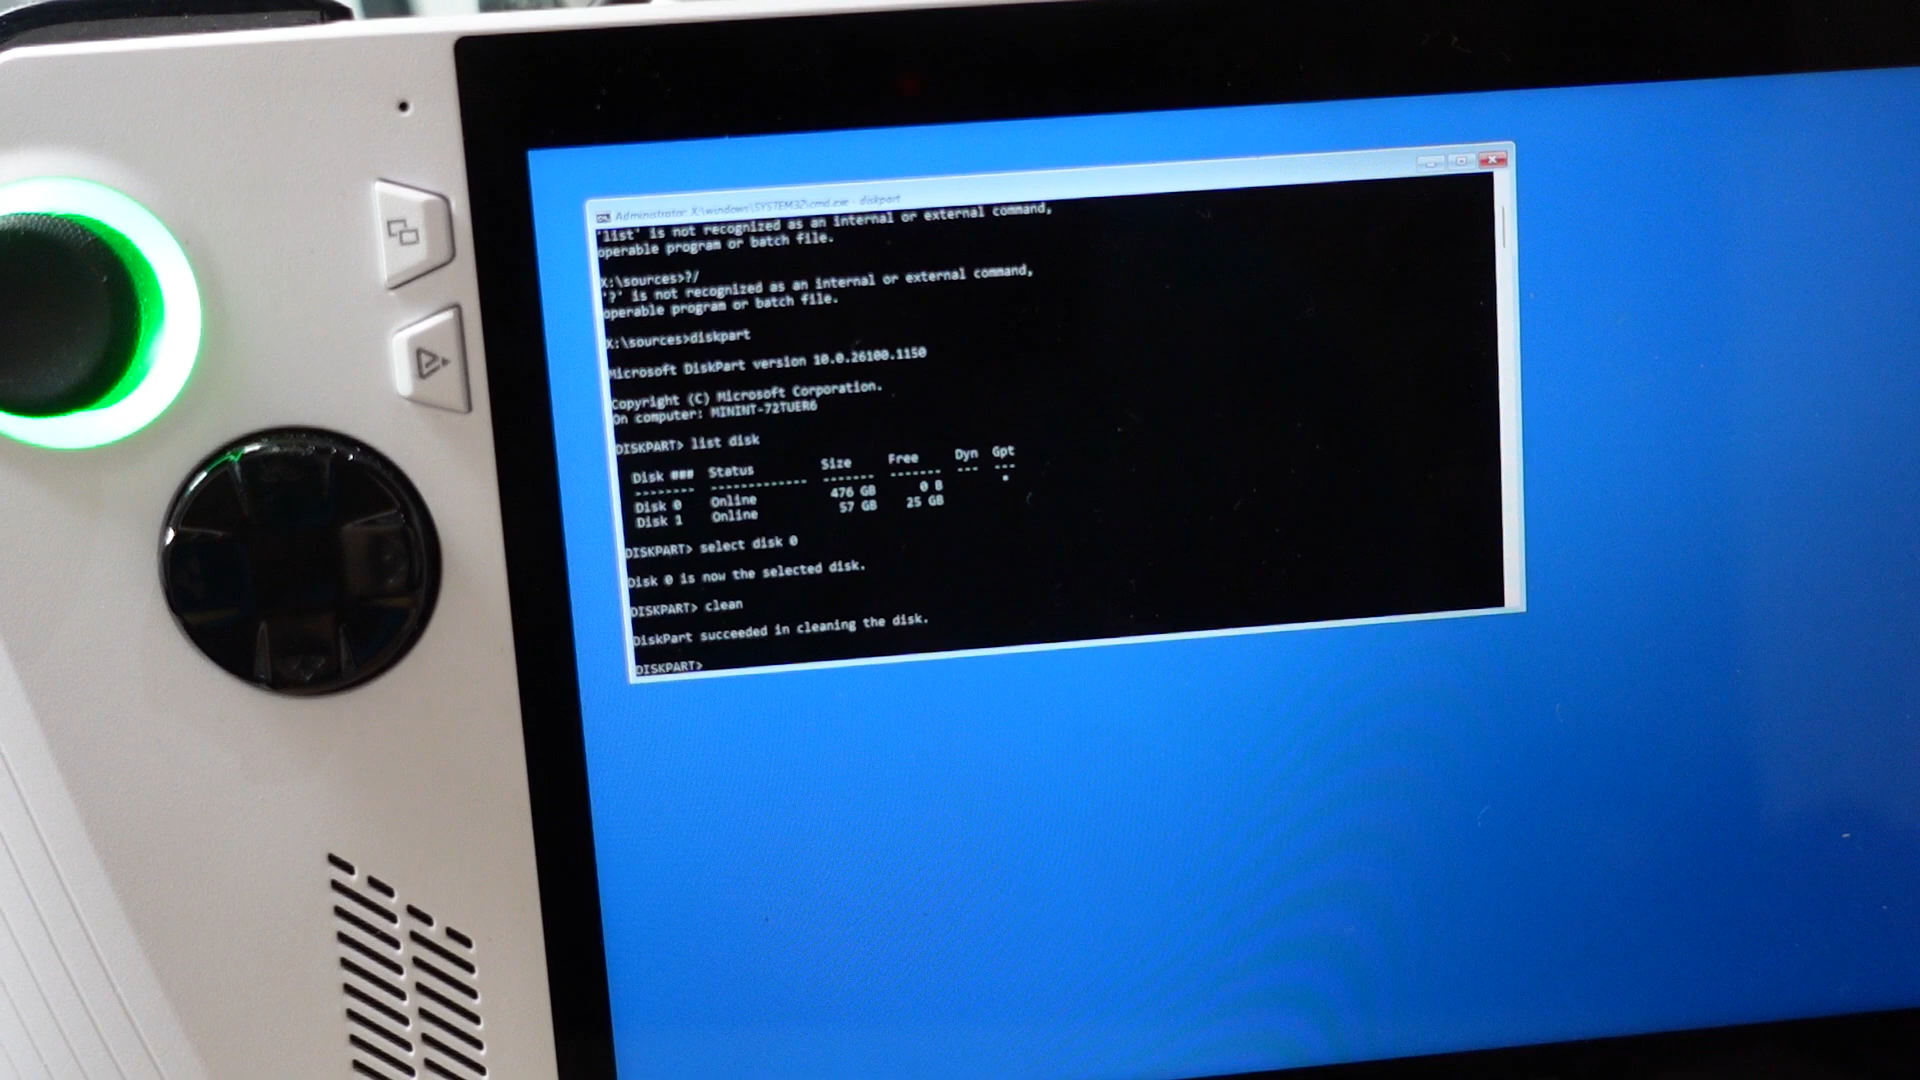 Administrator: X:\windows\SYSTEM32\cmd.exe - diskpart
'list' is not recognized as an internal or external command,
operable program or batch file.
X:\sources>?/
'?' is not recognized as an internal or external command,
operable program or batch file.
X:\sources>diskpart
Microsoft DiskPart version 10.0.26100.1150
Copyright (C) Microsoft Corporation.
On computer: MININT-72TUER6
DISKPART> list disk
Disk ### Status Size Free Dyn Gpt
-------- ------------- ------- ------- --- ---
Disk 0 Online 476 GB 0 B *
Disk 1 Online 57 GB 25 GB
DISKPART> select disk 0
Disk 0 is now the selected disk.
DISKPART> clean
DiskPart succeeded in cleaning the disk.
DISKPART>